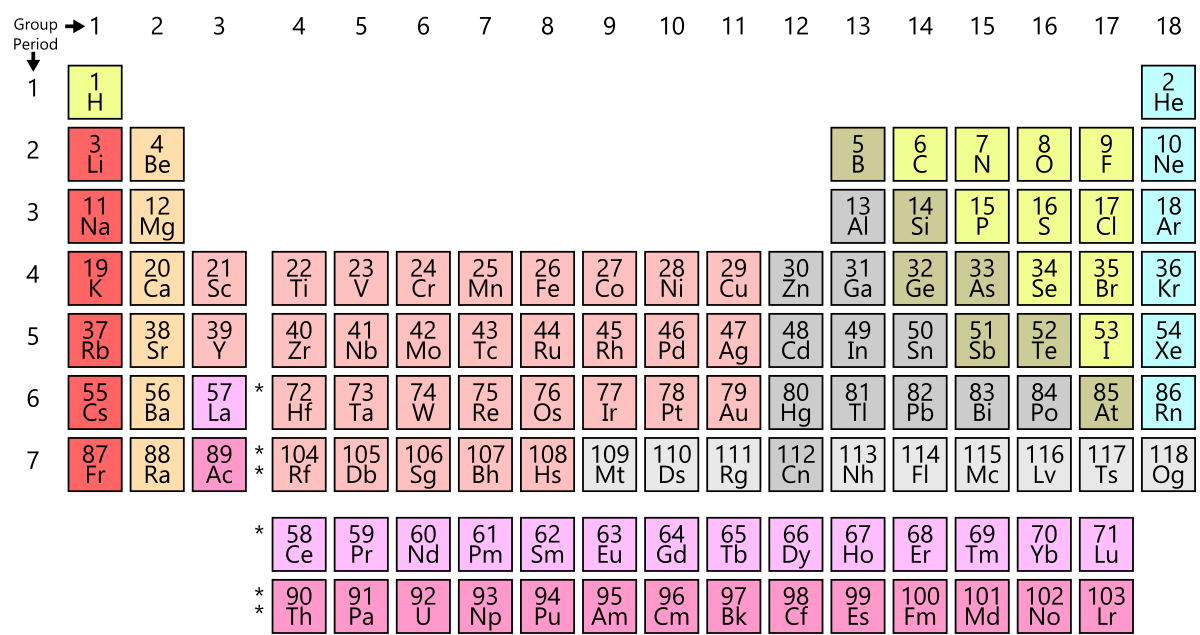 Group 1 2 3 4 5 6 7 8 9 10 11 12 13 14 15 16 17 18
Period
1
1 2
H He
2
3 4 5 6 7 8 9 10
Li Be B C N O F Ne
3
11 12 13 14 15 16 17 18
Na Mg Al Si P S Cl Ar
4
19 20 21 22 23 24 25 26 27 28 29 30 31 32 33 34 35 36
K Ca Sc Ti V Cr Mn Fe Co Ni Cu Zn Ga Ge As Se Br Kr
5
37 38 39 40 41 42 43 44 45 46 47 48 49 50 51 52 53 54
Rb Sr Y Zr Nb Mo Tc Ru Rh Pd Ag Cd In Sn Sb Te I Xe
6
55 56 57 * 72 73 74 75 76 77 78 79 80 81 82 83 84 85 86
Cs Ba La Hf Ta W Re Os Ir Pt Au Hg Tl Pb Bi Po At Rn
7
87 88 89 * 104 105 106 107 108 109 110 111 112 113 114 115 116 117 118
Fr Ra Ac * Rf Db Sg Bh Hs Mt Ds Rg Cn Nh Fl Mc Lv Ts Og
* 58 59 60 61 62 63 64 65 66 67 68 69 70 71
Ce Pr Nd Pm Sm Eu Gd Tb Dy Ho Er Tm Yb Lu
* 90 91 92 93 94 95 96 97 98 99 100 101 102 103
* Th Pa U Np Pu Am Cm Bk Cf Es Fm Md No Lr